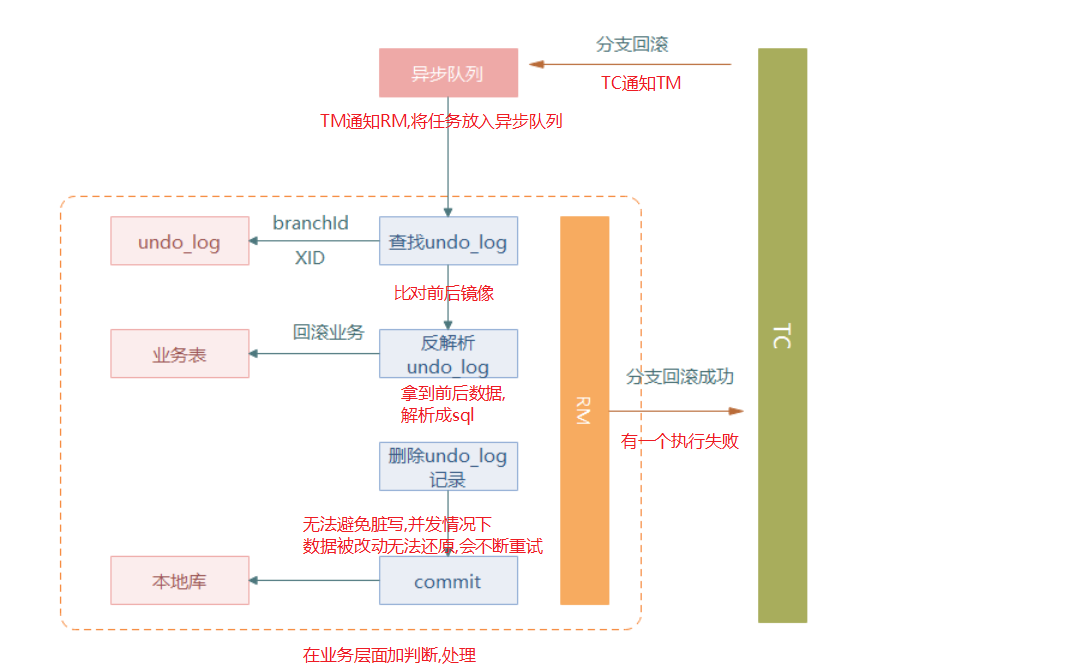 分支回滚
异步队列
TC通知TM
TM通知RM,将任务放入异步队列
branchId
undo_log
查找undo_log
XID
比对前后镜像
回滚业务
业务表
反解析
undo_log
TC
分支回滚成功
拿到前后数据,
解析成sql
RM
有一个执行失败
删除undo_log
记录
无法避免脏写,并发情况下
数据被改动无法还原,会不断重试
本地库
commit
在业务层面加判断,处理